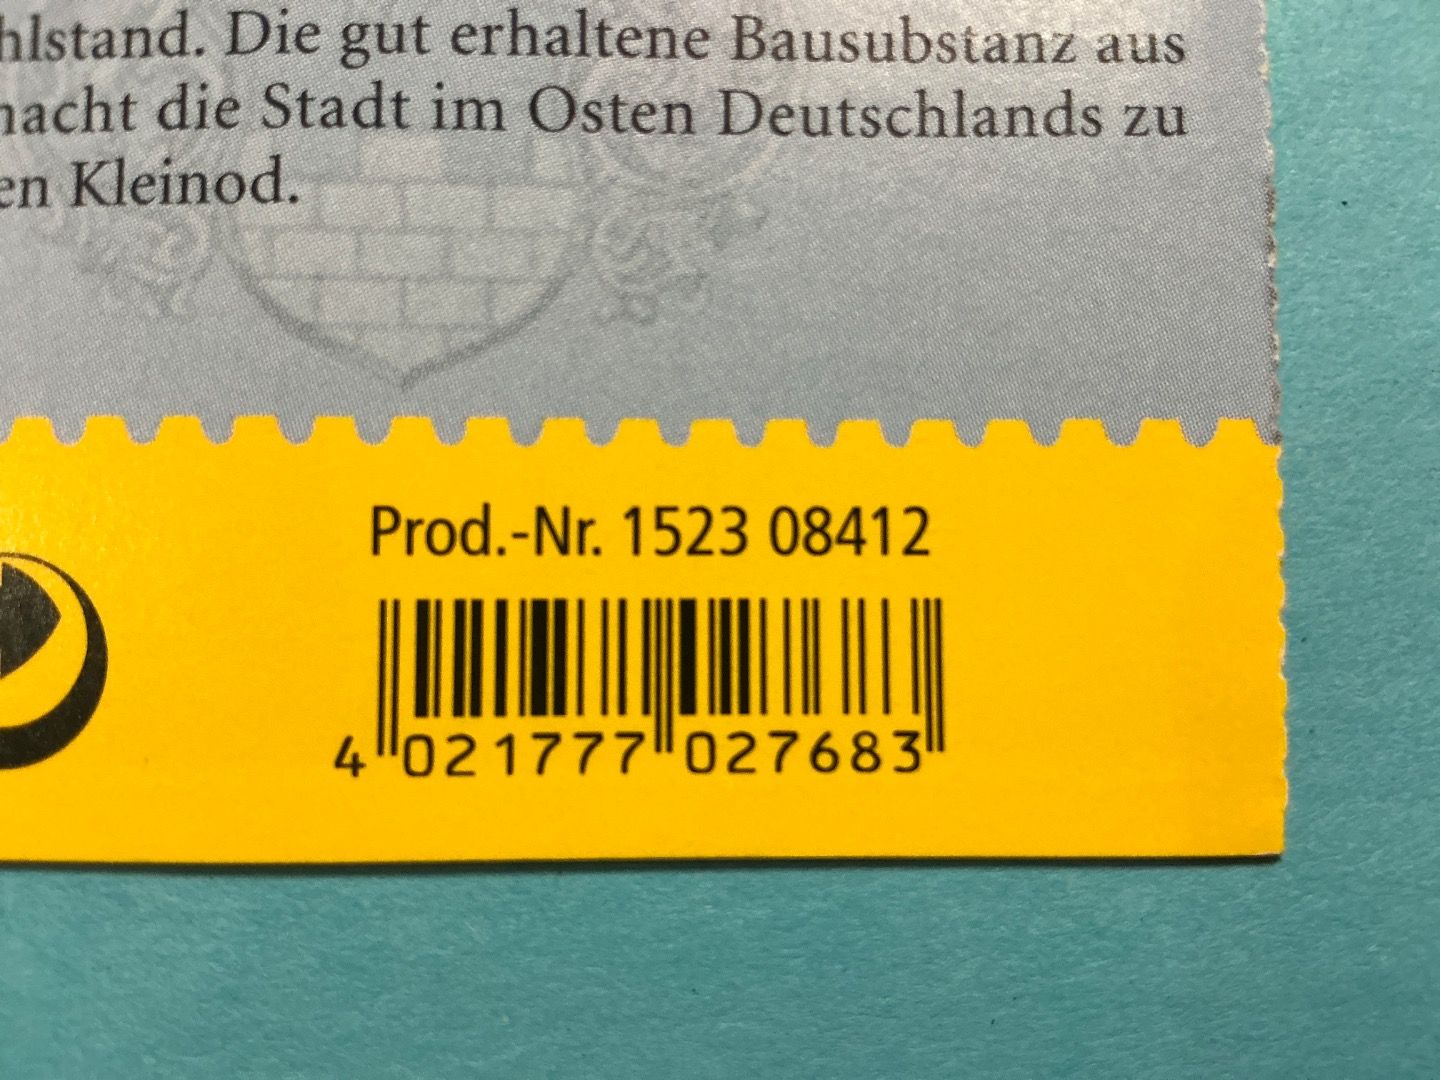 hlstand. Die gut erhaltene Bausubstanz aus
macht die Stadt im Osten Deutschlands zu
en Kleinod.
Prod.-Nr. 1523 08412
4 021777 027683